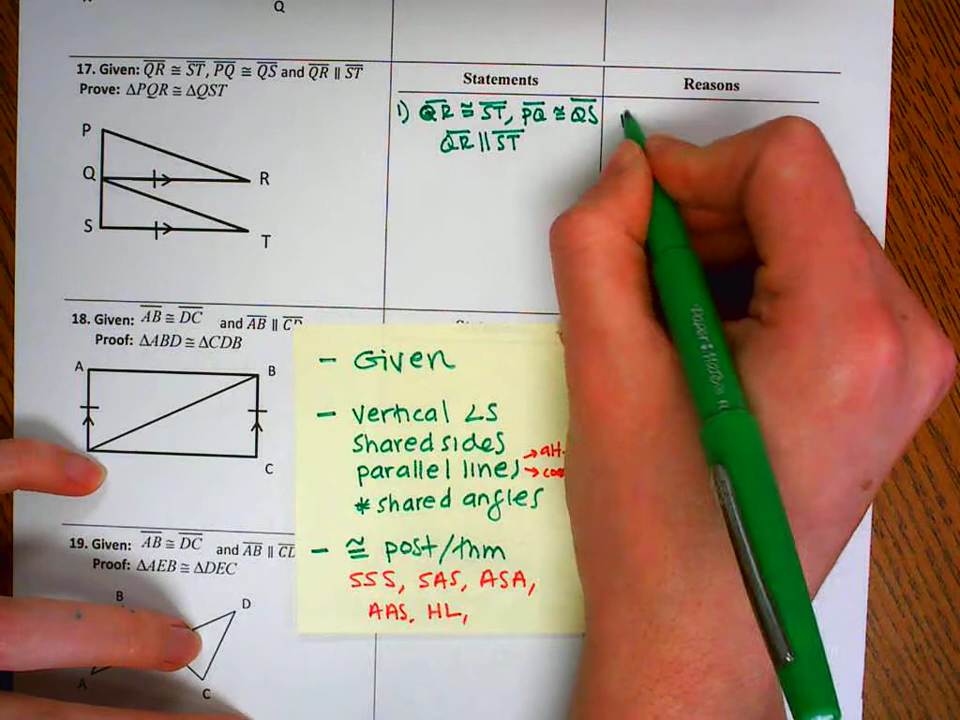 Q
17. Given: QR ≅ ST, PQ ≅ QS and QR ∥ ST
Prove: ΔPQR ≅ ΔQST
Statements
Reasons
1) QR ≅ ST, PQ ≅ QS
QR ∥ ST
P
Q
R
S
T
18. Given: AB ≅ DC and AB ∥ CD
Proof: ΔABD ≅ ΔCDB
A
B
C
- Given
- vertical ∠s
shared sides
parallel lines
* shared angles
- ≅ post/thm
SSS, SAS, ASA,
AAS, HL,
19. Given: AB ≅ DC and AB ∥ CD
Proof: ΔAEB ≅ ΔDEC
B
D
A
C